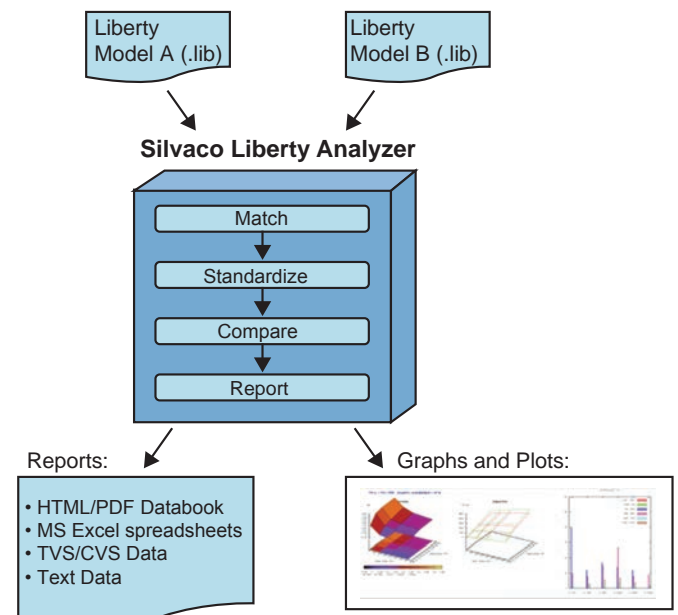 Liberty
Model A (.lib)
Liberty
Model B (.lib)
Silvaco Liberty Analyzer
Match
Standardize
Compare
Report
Reports:
• HTML/PDF Databook
• MS Excel spreadsheets
• TVS/CVS Data
• Text Data
Graphs and Plots: